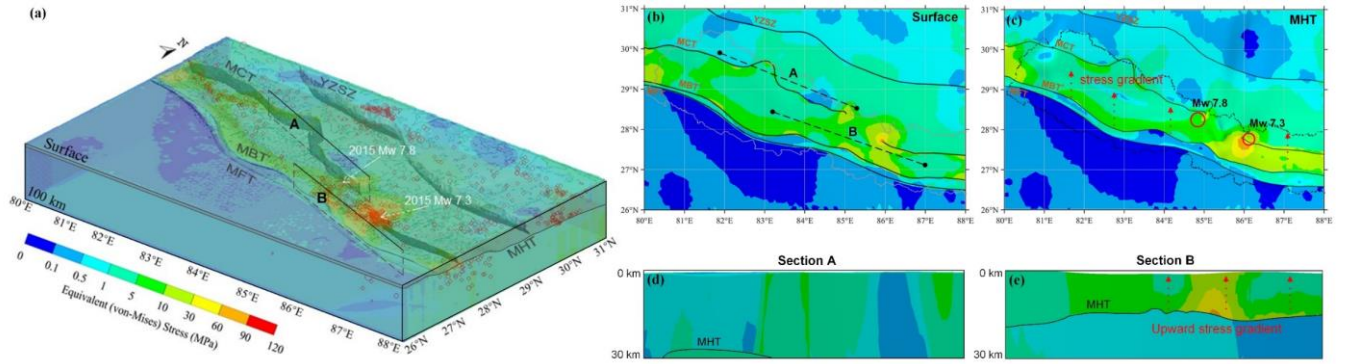 (a)
N
MCT
YZSZ
A
Surface
MBT
MFT
2015 Mw 7.8
B
2015 Mw 7.3
100 km
MHT
80°E
81°E
82°E
83°E
84°E
85°E
86°E
87°E
88°E
26°N
27°N
28°N
29°N
30°N
31°N
0 0.1 0.5 1 5 10 30 60 90 120
Equivalent (von-Mises) Stress (MPa)
(b)
Surface
31°N
30°N
29°N
28°N
27°N
26°N
YZSZ
MCT
MBT
A
B
80°E 81°E 82°E 83°E 84°E 85°E 86°E 87°E 88°E
(c)
MHT
31°N
30°N
29°N
28°N
27°N
26°N
YZSZ
MCT
MBT
stress gradient
Mw 7.8
Mw 7.3
80°E 81°E 82°E 83°E 84°E 85°E 86°E 87°E 88°E
Section A
(d)
0 km
MHT
30 km
Section B
(e)
0 km
MHT
Upward stress gradient
30 km